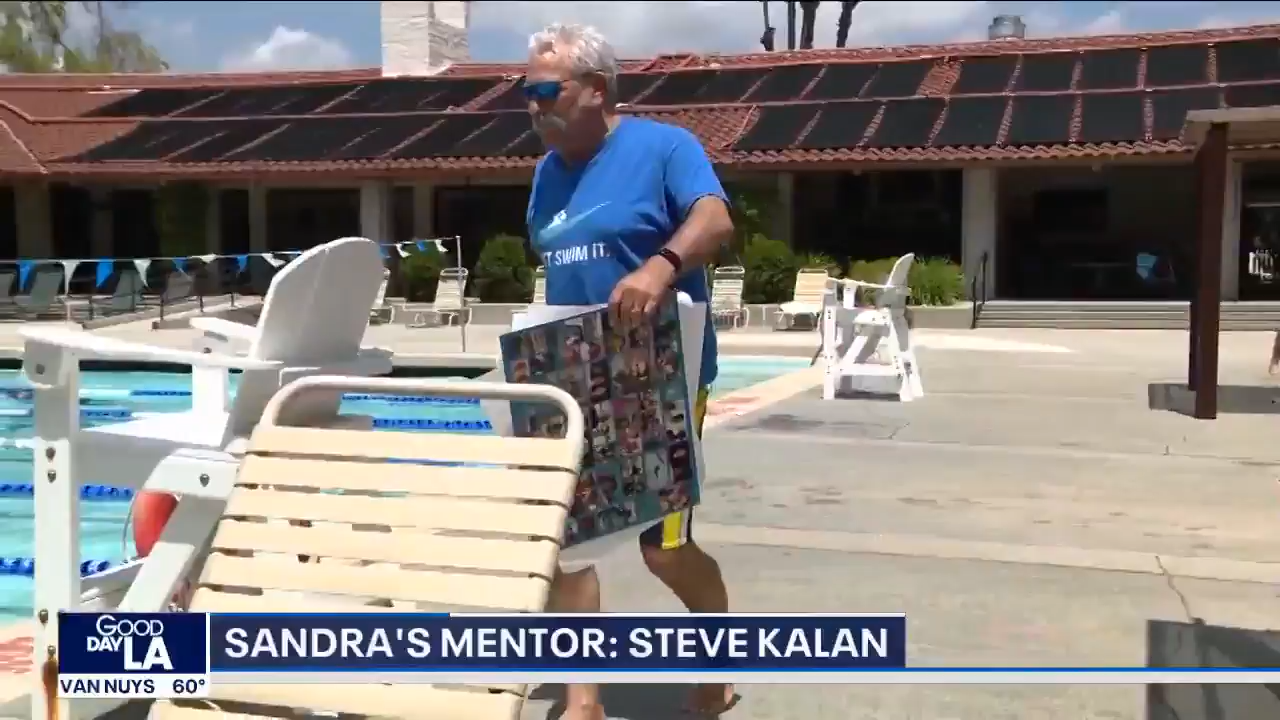 T SWIM IT.
GOOD
DAY LA
SANDRA'S MENTOR: STEVE KALAN
VAN NUYS 60°